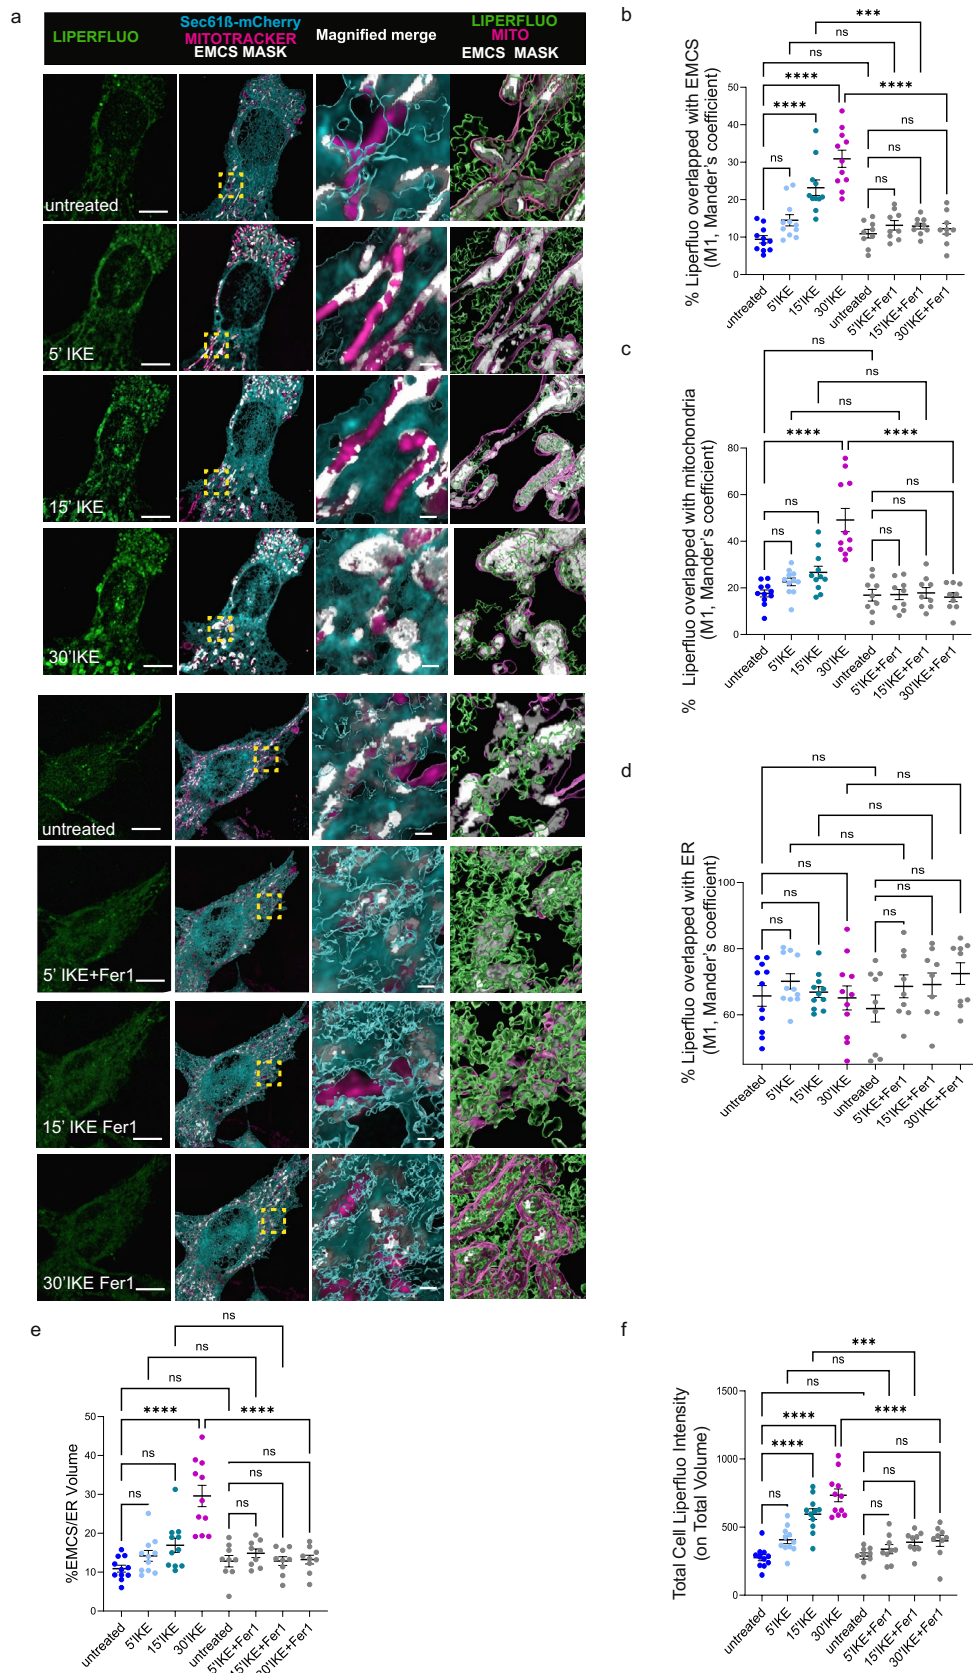 a
LIPERFLUO
Sec61ß-mCherry
MITOTRACKER
EMCS MASK
Magnified merge
LIPERFLUO
MITO
EMCS MASK
untreated
5' IKE
15' IKE
30'IKE
untreated
5' IKE+Fer1
15' IKE Fer1
30'IKE Fer1
b
% Liperfluo overlapped with EMCS
(M1, Mander's coefficient)
***
ns
ns
****
****
****
ns
ns
ns
ns
50
40
30
20
10
0
untreated
5'IKE
15'IKE
30'IKE
untreated
5'IKE+Fer1
15'IKE+Fer1
30'IKE+Fer1
c
% Liperfluo overlapped with mitochondria
(M1, Mander's coefficient)
ns
ns
ns
****
****
ns
ns
ns
ns
ns
80
60
40
20
0
untreated
5'IKE
15'IKE
30'IKE
untreated
5'IKE+Fer1
15'IKE+Fer1
30'IKE+Fer1
d
% Liperfluo overlapped with ER
(M1, Mander's coefficient)
ns
ns
ns
ns
ns
ns
ns
ns
ns
ns
100
80
60
untreated
5'IKE
15'IKE
30'IKE
untreated
5'IKE+Fer1
15'IKE+Fer1
30'IKE+Fer1
e
%EMCS/ER Volume
ns
ns
ns
****
****
ns
ns
ns
ns
ns
50
40
30
20
10
0
untreated
5'IKE
15'IKE
30'IKE
untreated
5'IKE+Fer1
15'IKE+Fer1
30'IKE+Fer1
f
Total Cell Liperfluo Intensity
(on Total Volume)
***
ns
ns
****
****
****
ns
ns
ns
ns
1500
1000
500
0
untreated
5'IKE
15'IKE
30'IKE
untreated
5'IKE+Fer1
15'IKE+Fer1
30'IKE+Fer1